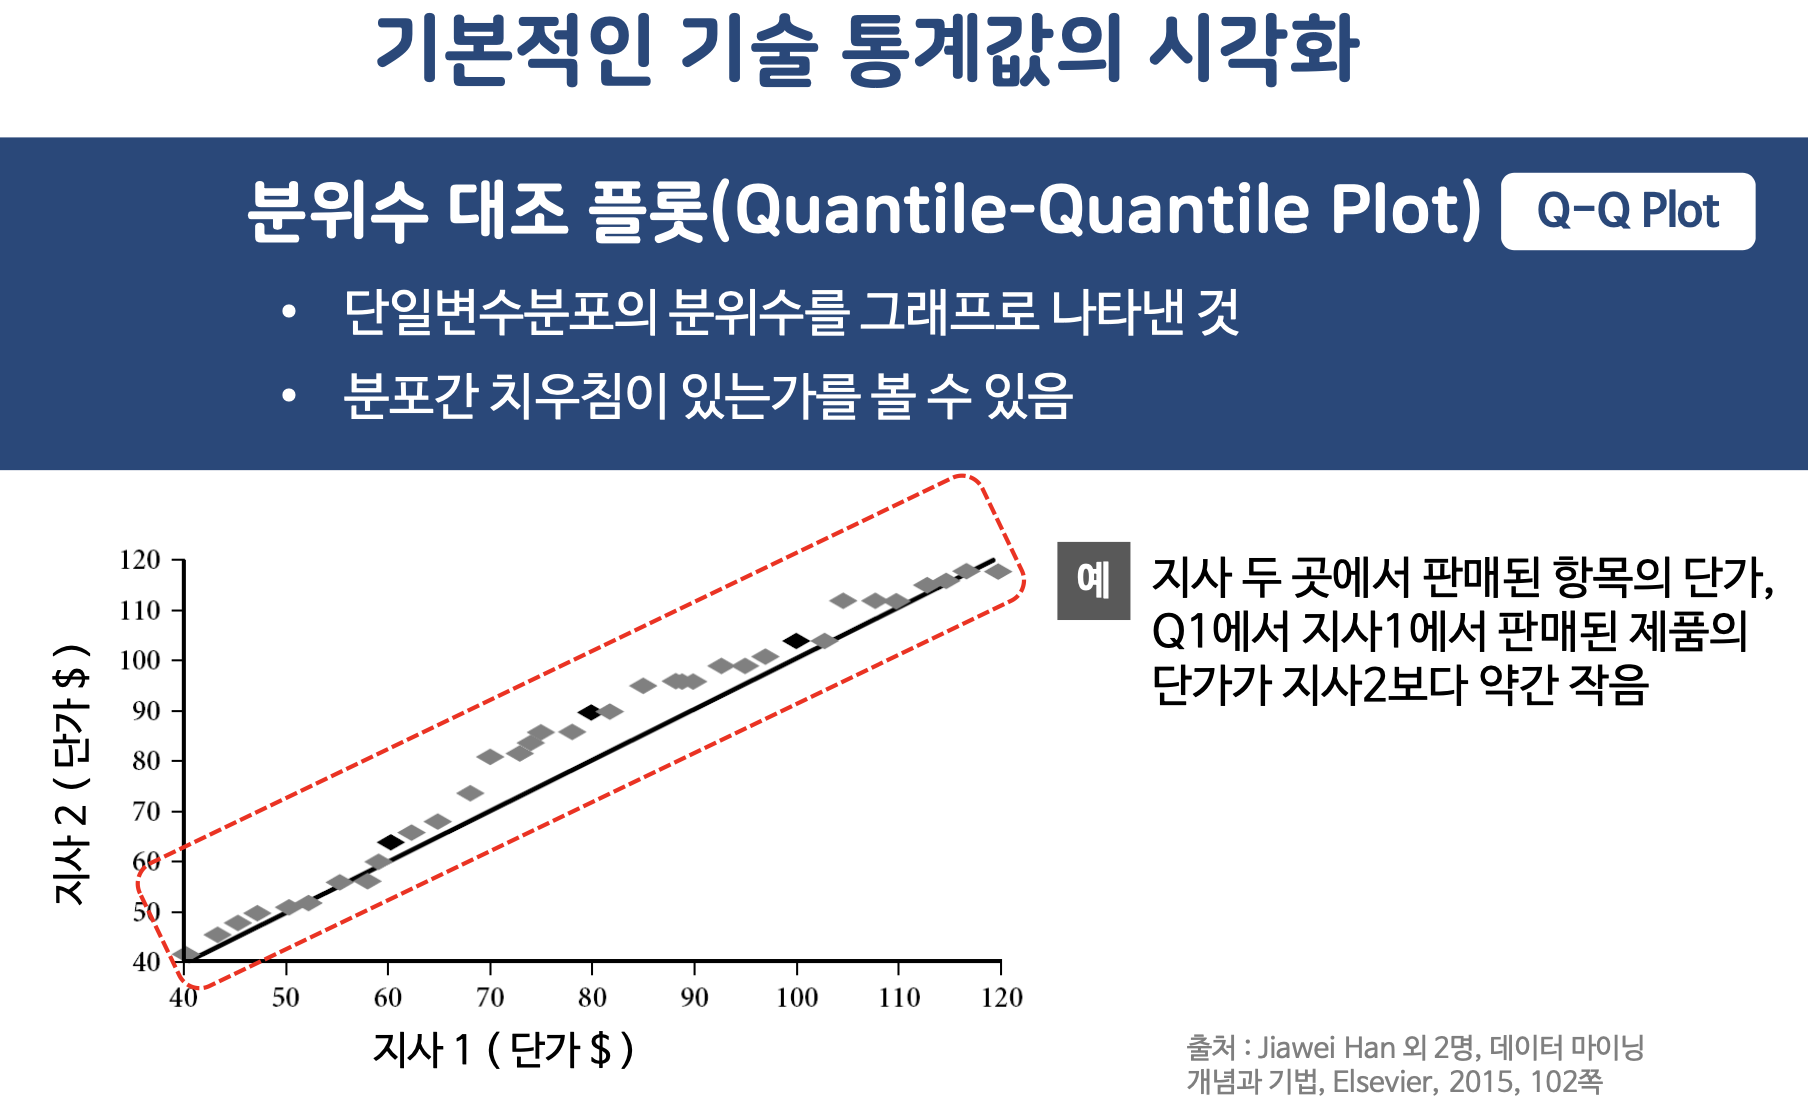 기본적인 기술 통계값의 시각화
분위수 대조 플롯(Quantile-Quantile Plot) Q-Q Plot
• 단일변수분포의 분위수를 그래프로 나타낸 것
• 분포간 치우침이 있는가를 볼 수 있음
120
110
100
90
80
70
60
50
40
지사 2 ( 단가 $ )
40 50 60 70 80 90 100 110 120
지사 1 ( 단가 $ )
예
지사 두 곳에서 판매된 항목의 단가,
Q1에서 지사1에서 판매된 제품의
단가가 지사2보다 약간 작음
출처 : Jiawei Han 외 2명, 데이터 마이닝
개념과 기법, Elsevier, 2015, 102쪽